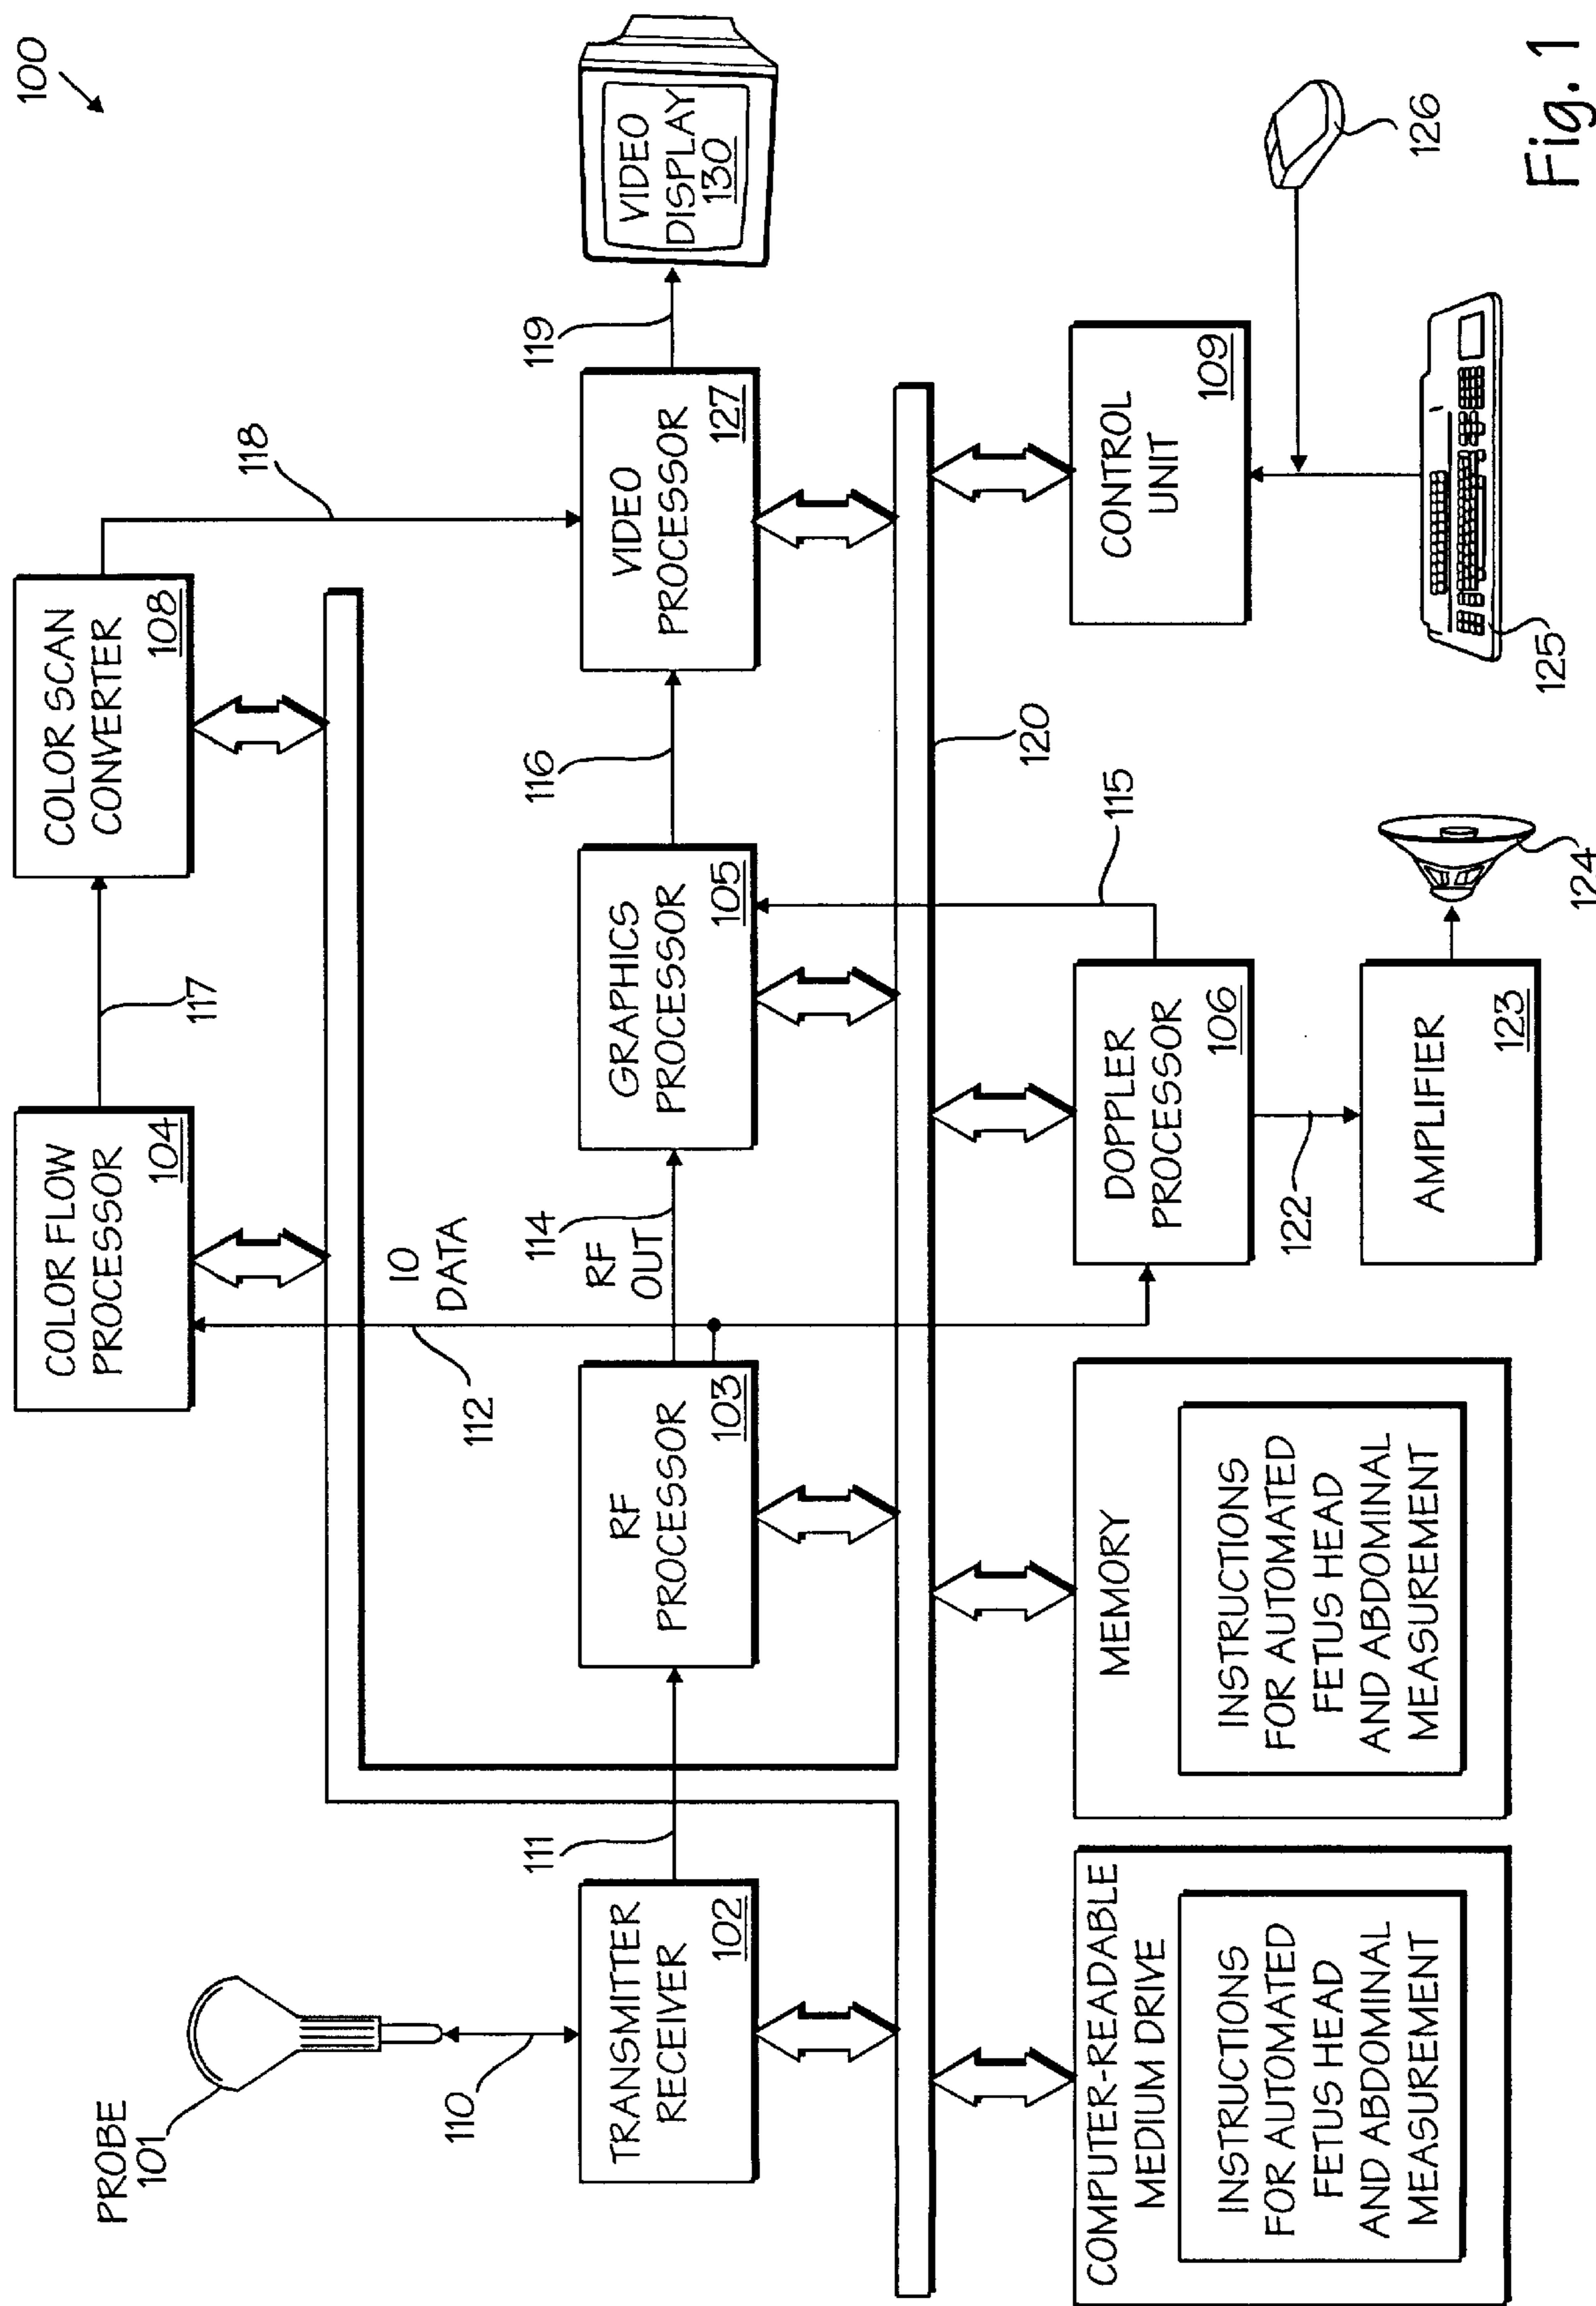 100
PROBE
101
110
TRANSMITTER
RECEIVER
102
111
COLOR FLOW
PROCESSOR
104
117
COLOR SCAN
CONVERTER
108
118
112
10
DATA
RF
PROCESSOR
103
114
RF
OUT
GRAPHICS
PROCESSOR
105
116
VIDEO
PROCESSOR
127
119
VIDEO
DISPLAY
130
120
115
COMPUTER-READABLE
MEDIUM DRIVE
INSTRUCTIONS
FOR AUTOMATED
FETUS HEAD
AND ABDOMINAL
MEASUREMENT
MEMORY
INSTRUCTIONS
FOR AUTOMATED
FETUS HEAD
AND ABDOMINAL
MEASUREMENT
DOPPLER
PROCESSOR
106
122
AMPLIFIER
123
124
CONTROL
UNIT
109
125
126
Fig. 1